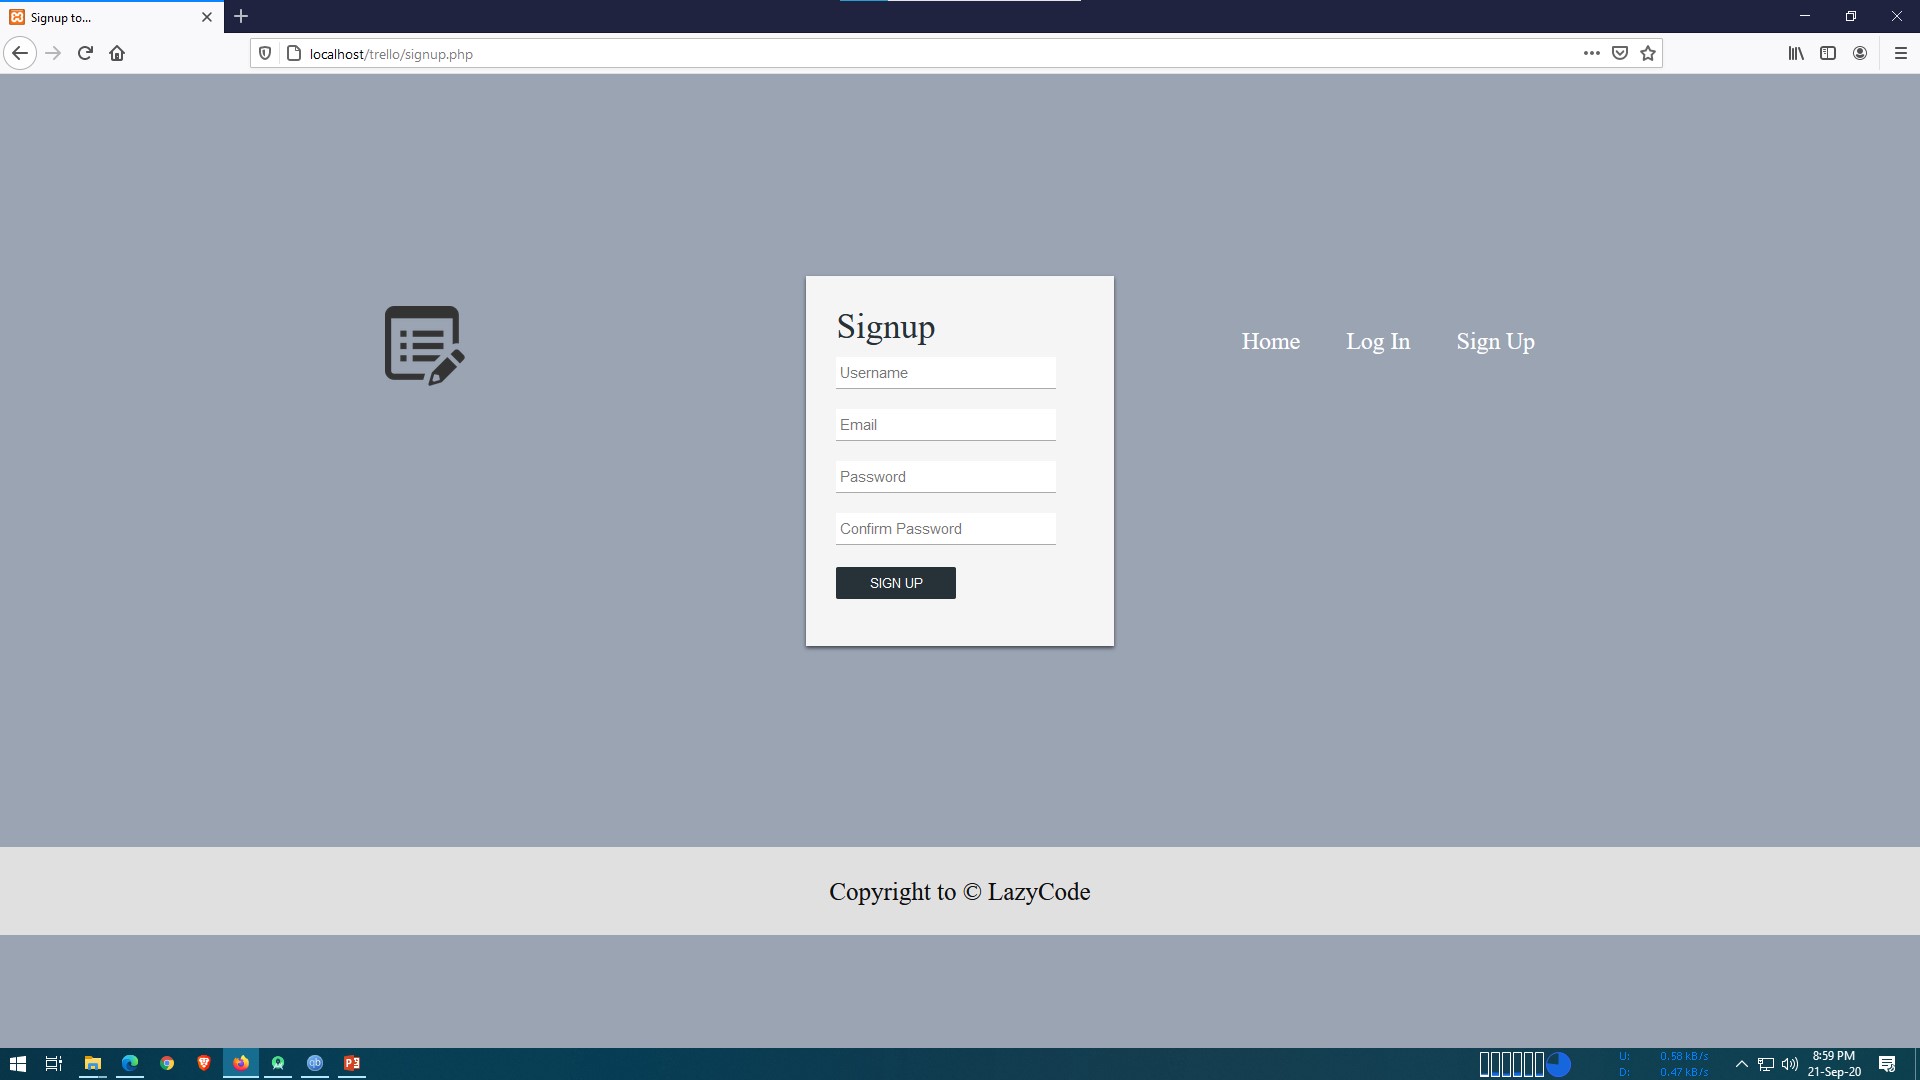 Signup to...
localhost/trello/signup.php
Signup
Home Log In Sign Up
Username
Email
Password
Confirm Password
SIGN UP
Copyright to © LazyCode
U: 0.58 kB/s
D: 0.47 kB/s
8:59 PM
21-Sep-20
qb
P